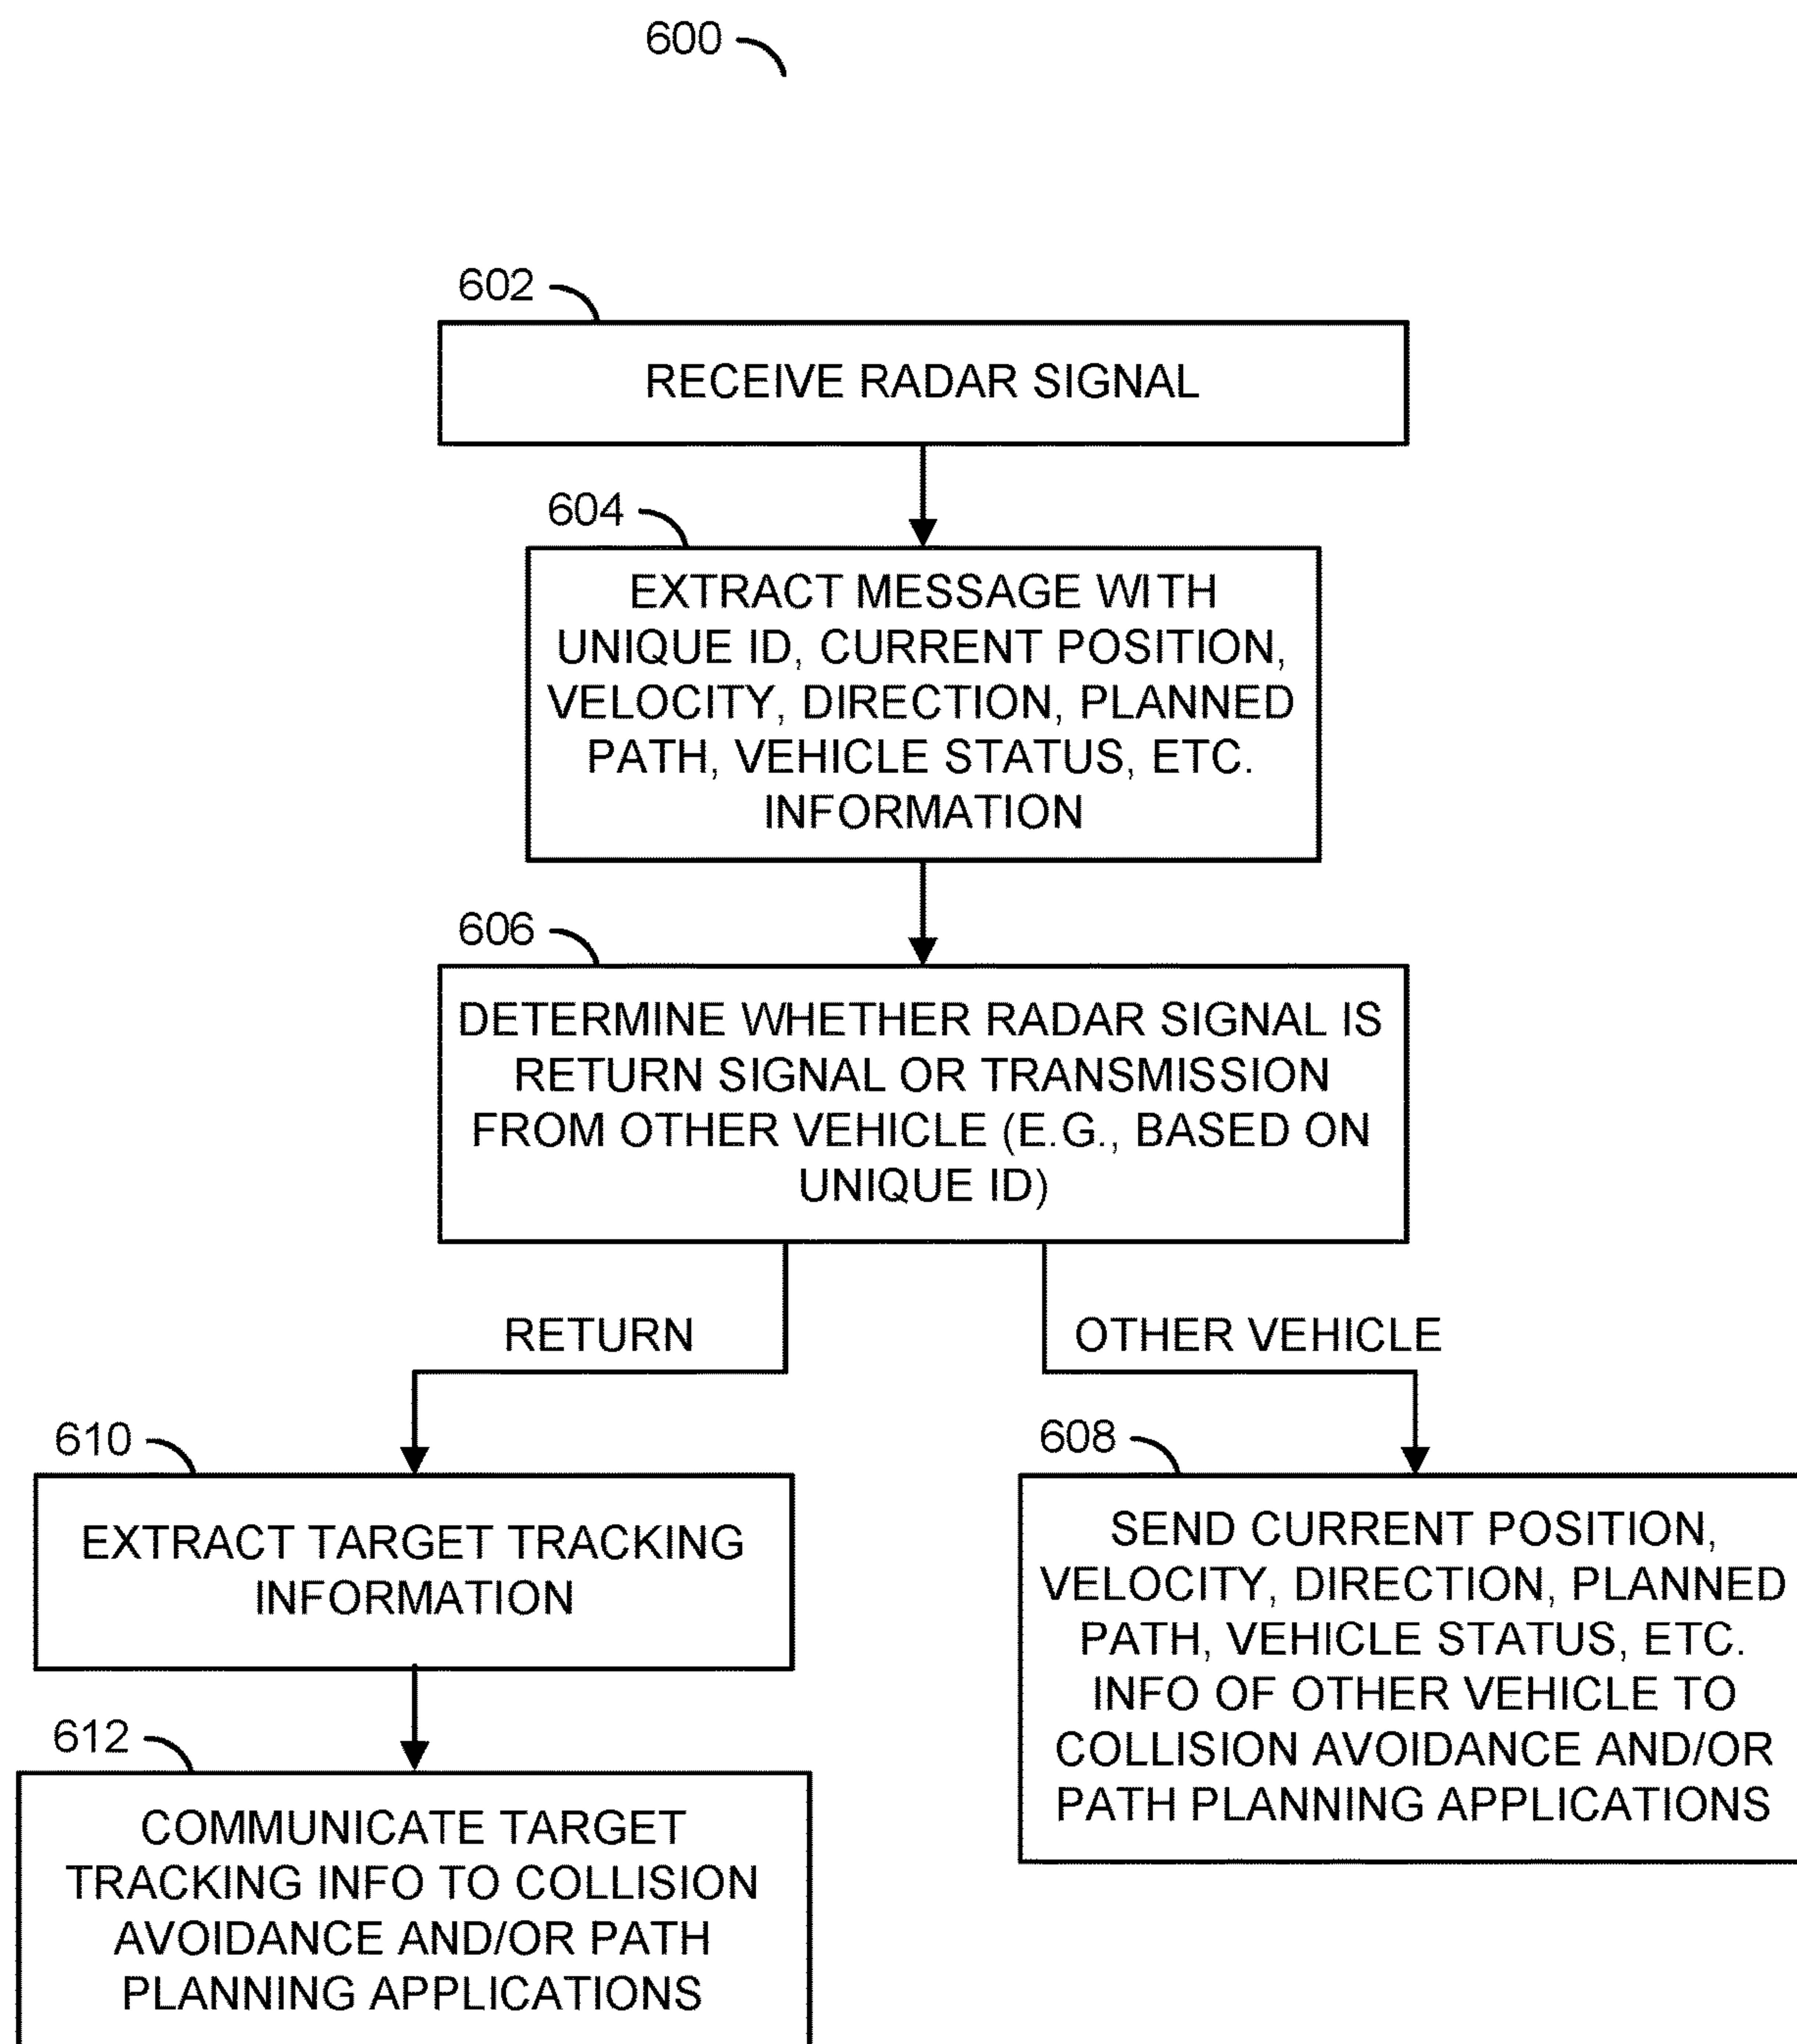 600
602
RECEIVE RADAR SIGNAL
604
EXTRACT MESSAGE WITH
UNIQUE ID, CURRENT POSITION,
VELOCITY, DIRECTION, PLANNED
PATH, VEHICLE STATUS, ETC.
INFORMATION
606
DETERMINE WHETHER RADAR SIGNAL IS
RETURN SIGNAL OR TRANSMISSION
FROM OTHER VEHICLE (E.G., BASED ON
UNIQUE ID)
RETURN
OTHER VEHICLE
610
EXTRACT TARGET TRACKING
INFORMATION
612
COMMUNICATE TARGET
TRACKING INFO TO COLLISION
AVOIDANCE AND/OR PATH
PLANNING APPLICATIONS
608
SEND CURRENT POSITION,
VELOCITY, DIRECTION, PLANNED
PATH, VEHICLE STATUS, ETC.
INFO OF OTHER VEHICLE TO
COLLISION AVOIDANCE AND/OR
PATH PLANNING APPLICATIONS